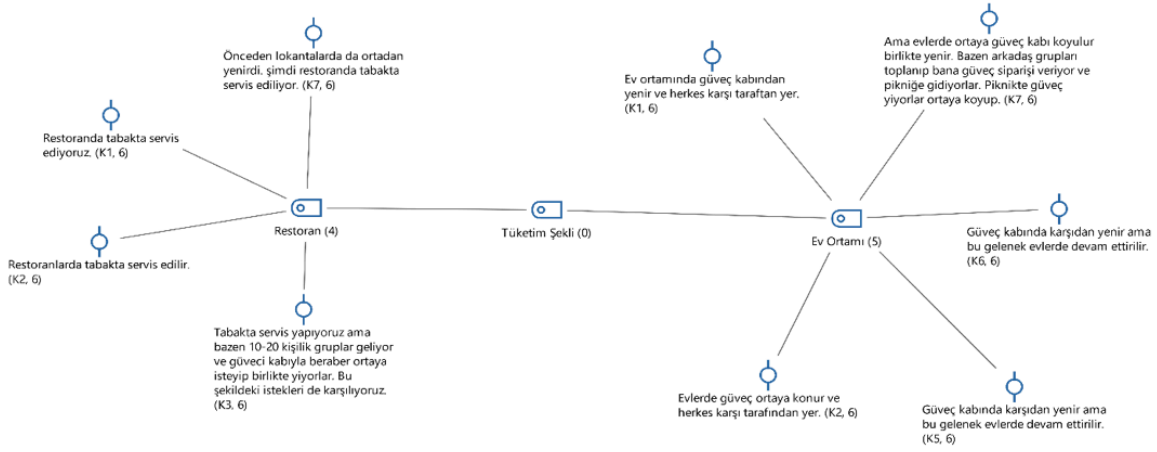 Önceden lokantalarda da ortadan
yenirdi. şimdi restoranda tabakta
servis ediliyor. (K7, 6)
Restoranda tabakta servis
ediyoruz. (K1, 6)
Restoran (4)
Restoranlarda tabakta servis edilir.
(K2, 6)
Tabakta servis yapıyoruz ama
bazen 10-20 kişilik gruplar geliyor
ve güveci kabıyla beraber ortaya
isteyip birlikte yiyorlar. Bu
şekildeki istekleri de karşılıyoruz.
(K3, 6)
Tüketim Şekli (0)
Ev ortamında güveç kabından
yenir ve herkes karşı taraftan yer.
(K1, 6)
Ama evlerde ortaya güveç kabı koyulur
birlikte yenir. Bazen arkadaş grupları
toplanıp bana güveç siparişi veriyor ve
pikniğe gidiyorlar. Piknikte güveç
yiyorlar ortaya koyup. (K7, 6)
Ev Ortamı (5)
Güveç kabında karşıdan yenir ama
bu gelenek evlerde devam ettirilir.
(K6, 6)
Evlerde güveç ortaya konur ve
herkes karşı tarafından yer. (K2, 6)
Güveç kabında karşıdan yenir ama
bu gelenek evlerde devam ettirilir.
(K5, 6)